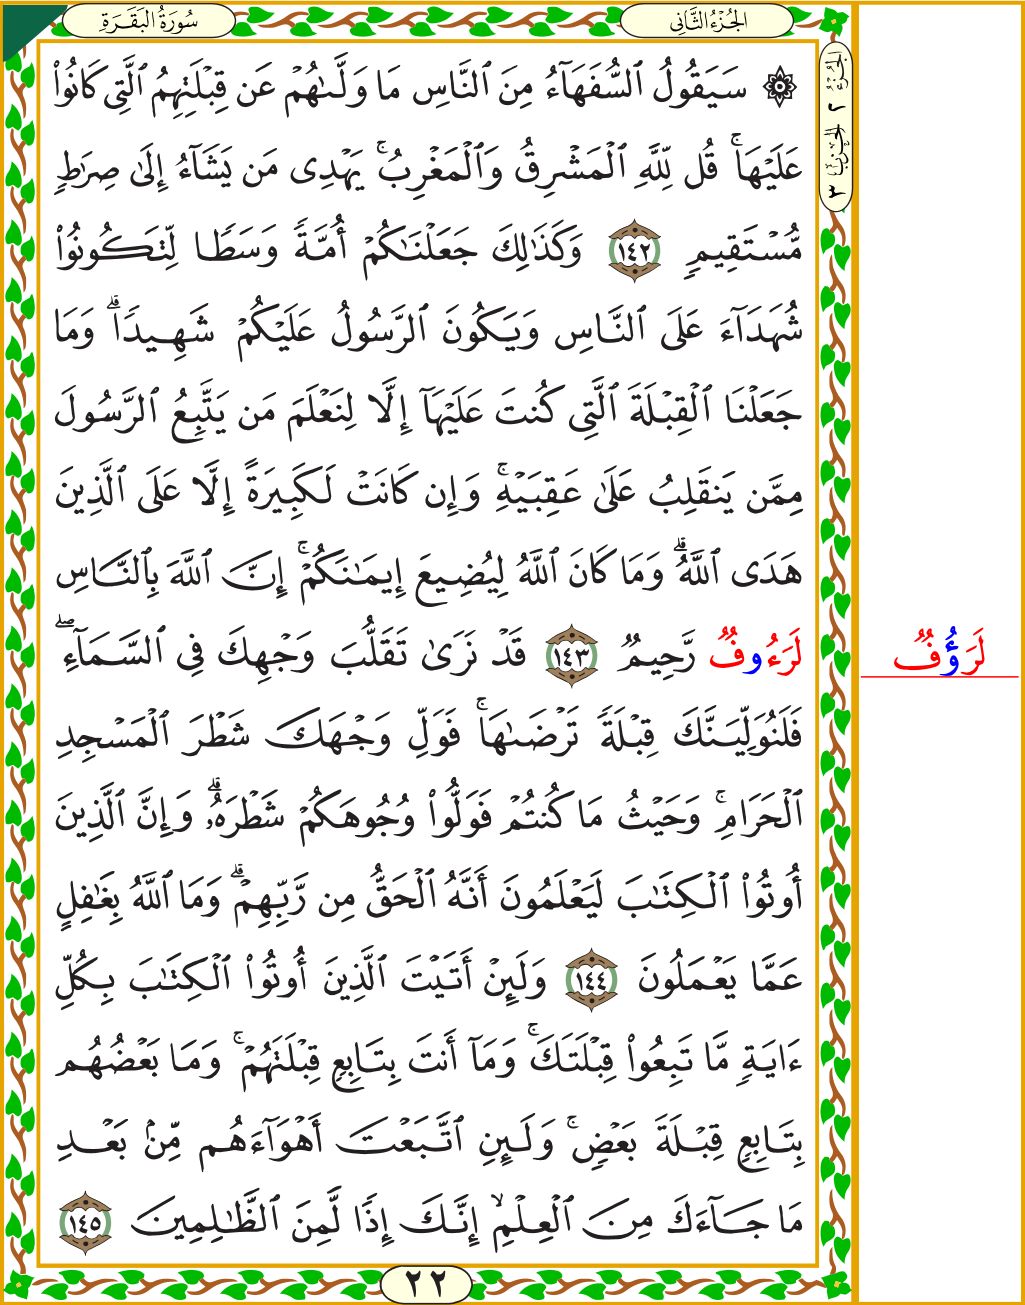 سُورَةُ البَقَرَةِ
الجُزْءُ الثَّانِي
الجُزْءُ ٢ الحِزْبُ ٣
۞ سَيَقُولُ ٱلسُّفَهَآءُ مِنَ ٱلنَّاسِ مَا وَلَّىٰهُمْ عَن قِبْلَتِهِمُ ٱلَّتِى كَانُوا۟
عَلَيْهَا ۚ قُل لِّلَّهِ ٱلْمَشْرِقُ وَٱلْمَغْرِبُ ۚ يَهْدِى مَن يَشَآءُ إِلَىٰ صِرَٰطٍ
مُّسْتَقِيمٍ ١٤٢ وَكَذَٰلِكَ جَعَلْنَـٰكُمْ أُمَّةً وَسَطًا لِّتَكُونُوا۟
شُهَدَآءَ عَلَى ٱلنَّاسِ وَيَكُونَ ٱلرَّسُولُ عَلَيْكُمْ شَهِيدًا ۗ وَمَا
جَعَلْنَا ٱلْقِبْلَةَ ٱلَّتِى كُنتَ عَلَيْهَآ إِلَّا لِنَعْلَمَ مَن يَتَّبِعُ ٱلرَّسُولَ
مِمَّن يَنقَلِبُ عَلَىٰ عَقِبَيْهِ ۚ وَإِن كَانَتْ لَكَبِيرَةً إِلَّا عَلَى ٱلَّذِينَ
هَدَى ٱللَّهُ ۗ وَمَا كَانَ ٱللَّهُ لِيُضِيعَ إِيمَـٰنَكُمْ ۚ إِنَّ ٱللَّهَ بِٱلنَّاسِ
لَرَءُوفٌ رَّحِيمٌ ١٤٣ قَدْ نَرَىٰ تَقَلُّبَ وَجْهِكَ فِى ٱلسَّمَآءِ ۖ
لَرَؤُفٌ
فَلَنُوَلِّيَنَّكَ قِبْلَةً تَرْضَىٰهَا ۚ فَوَلِّ وَجْهَكَ شَطْرَ ٱلْمَسْجِدِ
ٱلْحَرَامِ ۚ وَحَيْثُ مَا كُنتُمْ فَوَلُّوا۟ وُجُوهَكُمْ شَطْرَهُۥ ۗ وَإِنَّ ٱلَّذِينَ
أُوتُوا۟ ٱلْكِتَـٰبَ لَيَعْلَمُونَ أَنَّهُ ٱلْحَقُّ مِن رَّبِّهِمْ ۗ وَمَا ٱللَّهُ بِغَـٰفِلٍ
عَمَّا يَعْمَلُونَ ١٤٤ وَلَئِنْ أَتَيْتَ ٱلَّذِينَ أُوتُوا۟ ٱلْكِتَـٰبَ بِكُلِّ
ءَايَةٍ مَّا تَبِعُوا۟ قِبْلَتَكَ ۚ وَمَآ أَنتَ بِتَابِعٍ قِبْلَتَهُمْ ۚ وَمَا بَعْضُهُم
بِتَابِعٍ قِبْلَةَ بَعْضٍ ۚ وَلَئِنِ ٱتَّبَعْتَ أَهْوَآءَهُم مِّنۢ بَعْدِ
مَا جَآءَكَ مِنَ ٱلْعِلْمِ ۙ إِنَّكَ إِذًا لَّمِنَ ٱلظَّـٰلِمِينَ ١٤٥
٢٢